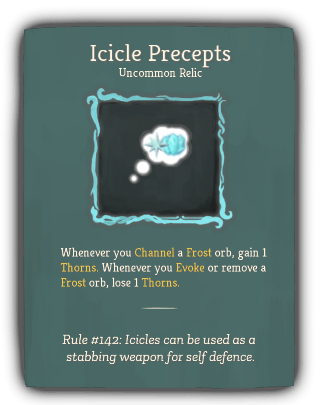 Icicle Precepts
Uncommon Relic
Whenever you Channel a Frost orb, gain 1
Thorns. Whenever you Evoke or remove a
Frost orb, lose 1 Thorns.
Rule #142: Icicles can be used as a
stabbing weapon for self defence.